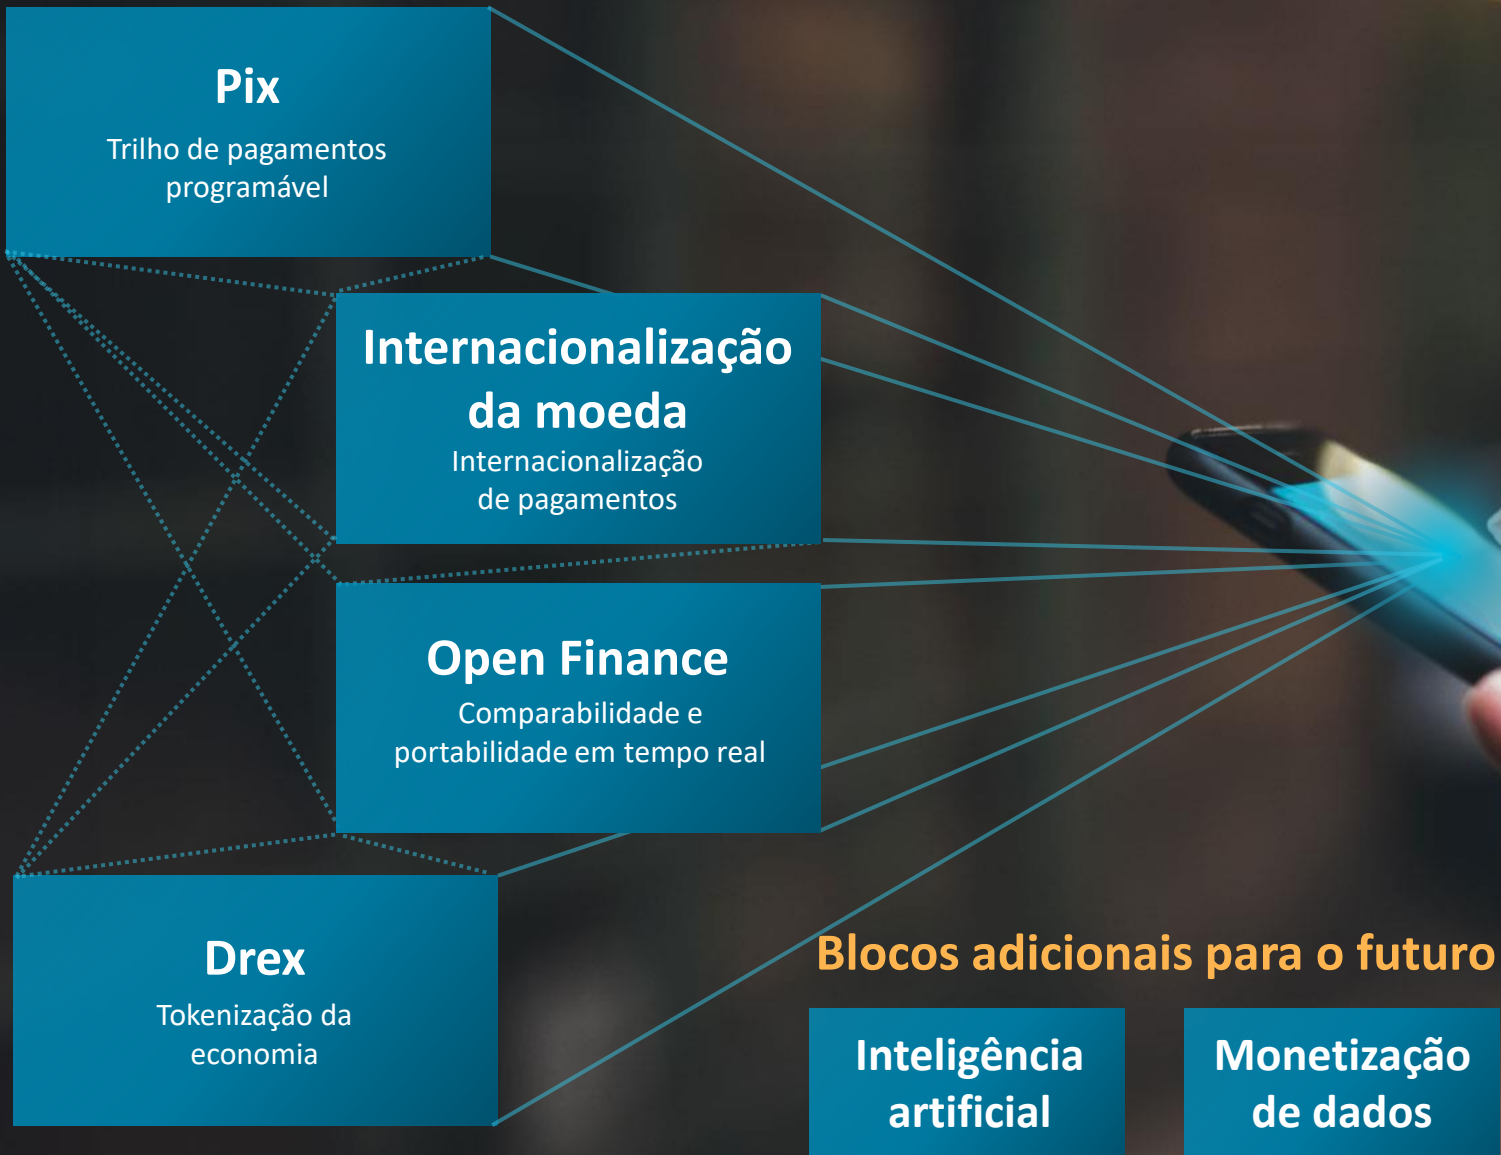 Pix
Trilho de pagamentos
programável
Internacionalização
da moeda
Internacionalização
de pagamentos
Open Finance
Comparabilidade e
portabilidade em tempo real
Drex
Tokenização da
economia
Blocos adicionais para o futuro
Inteligência
artificial
Monetização
de dados